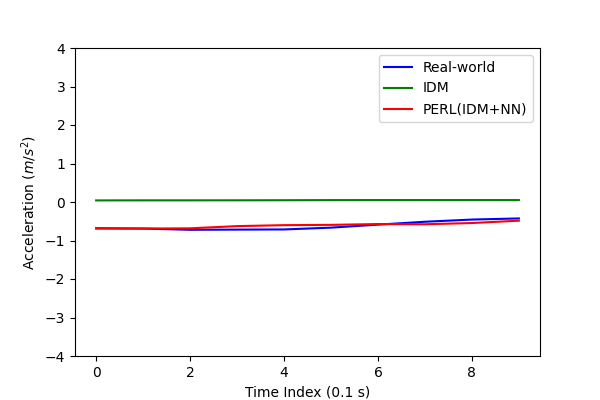 4
3
2
1
0
−1
−2
−3
−4
Acceleration (m/s²)
Real-world
IDM
PERL(IDM+NN)
0 2 4 6 8
Time Index (0.1 s)